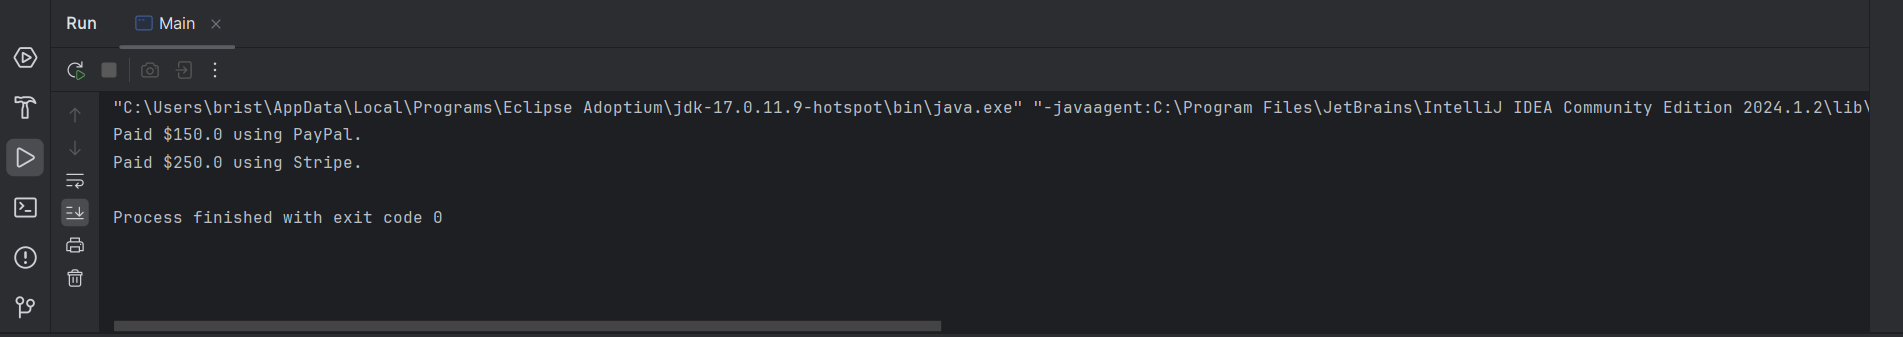 Run Main
"C:\Users\brist\AppData\Local\Programs\Eclipse Adoptium\jdk-17.0.11.9-hotspot\bin\java.exe" "-javaagent:C:\Program Files\JetBrains\IntelliJ IDEA Community Edition 2024.1.2\lib\
Paid $150.0 using PayPal.
Paid $250.0 using Stripe.
Process finished with exit code 0